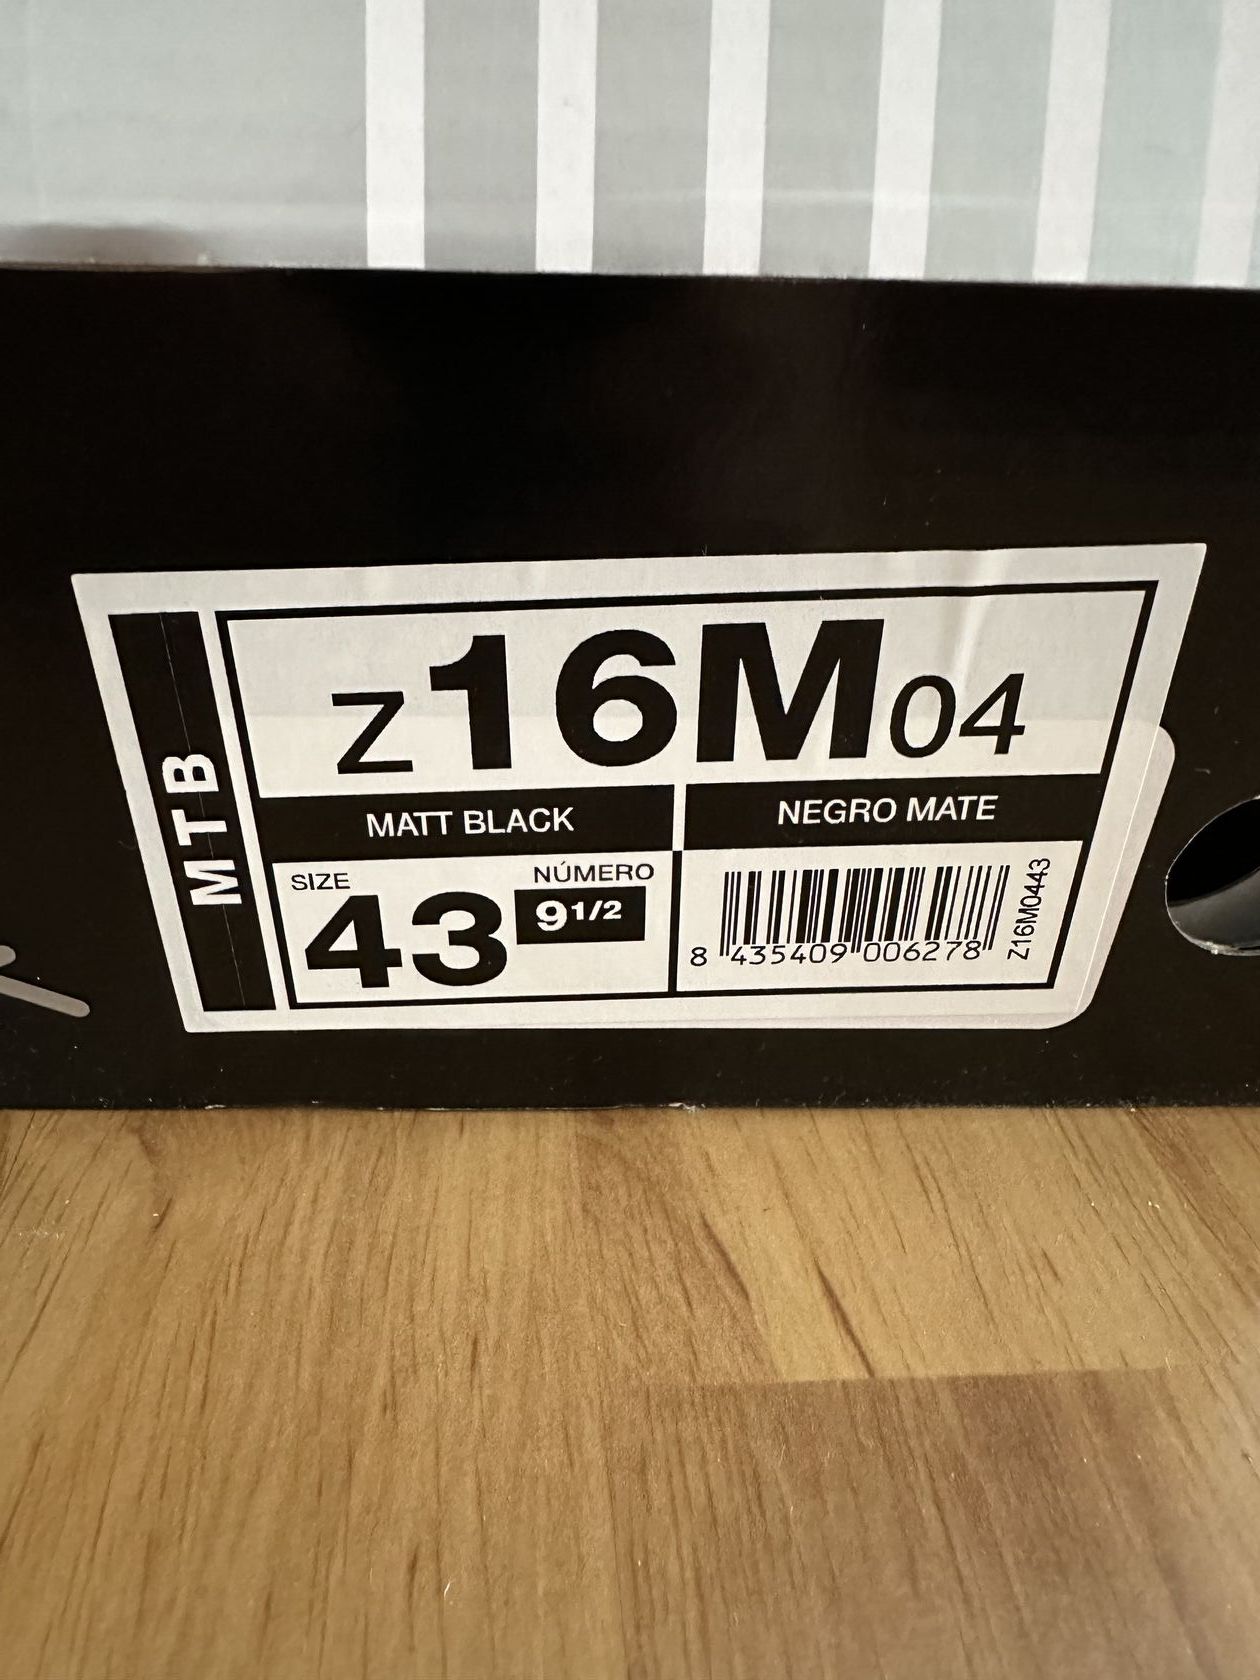 MTB
Z16M04
MATT BLACK
NEGRO MATE
SIZE
43
NÚMERO
9 1/2
8 435409 006278
Z16M0443